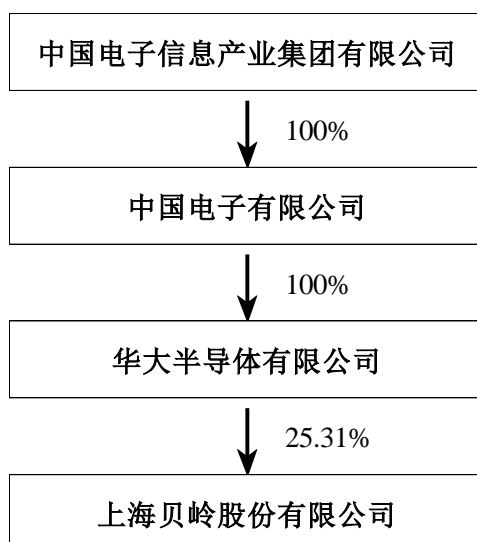 中国电子信息产业集团有限公司
100%
中国电子有限公司
100%
华大半导体有限公司
25.31%
上海贝岭股份有限公司